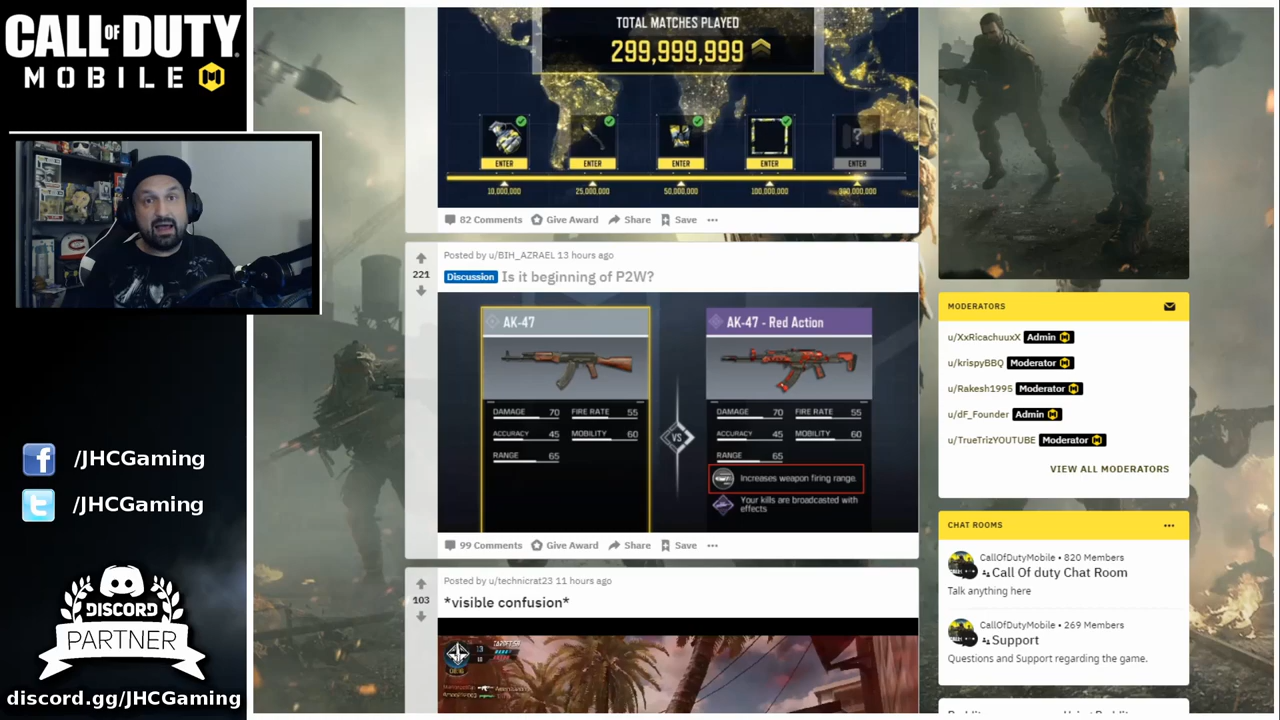 CALL OF DUTY
MOBILE
TOTAL MATCHES PLAYED
299,999,999
ENTER ENTER ENTER ENTER ENTER
10,000,000 25,000,000 50,000,000 100,000,000
82 Comments Give Award Share Save
Posted by u/BIH_AZRAEL 13 hours ago
221
Discussion Is it beginning of P2W?
AK-47
DAMAGE 70 FIRE RATE 55
ACCURACY 45 MOBILITY 60
RANGE 65
VS
AK-47 - Red Action
DAMAGE 70 FIRE RATE 55
ACCURACY 45 MOBILITY 60
RANGE 65
Increases weapon firing range.
Your kills are broadcasted with
effects
99 Comments Give Award Share Save
Posted by u/technicrat23 11 hours ago
103
*visible confusion*
MODERATORS
u/XxRicachuuxX Admin
u/krispyBBQ Moderator
u/Rakesh1995 Moderator
u/dF_Founder Admin
u/TrueTrizYOUTUBE Moderator
VIEW ALL MODERATORS
CHAT ROOMS
CallOfDutyMobile • 820 Members
Call Of duty Chat Room
Talk anything here
CallOfDutyMobile • 269 Members
Support
Questions and Support regarding the game.
/JHCGaming
/JHCGaming
DISCORD
PARTNER
discord.gg/JHCGaming